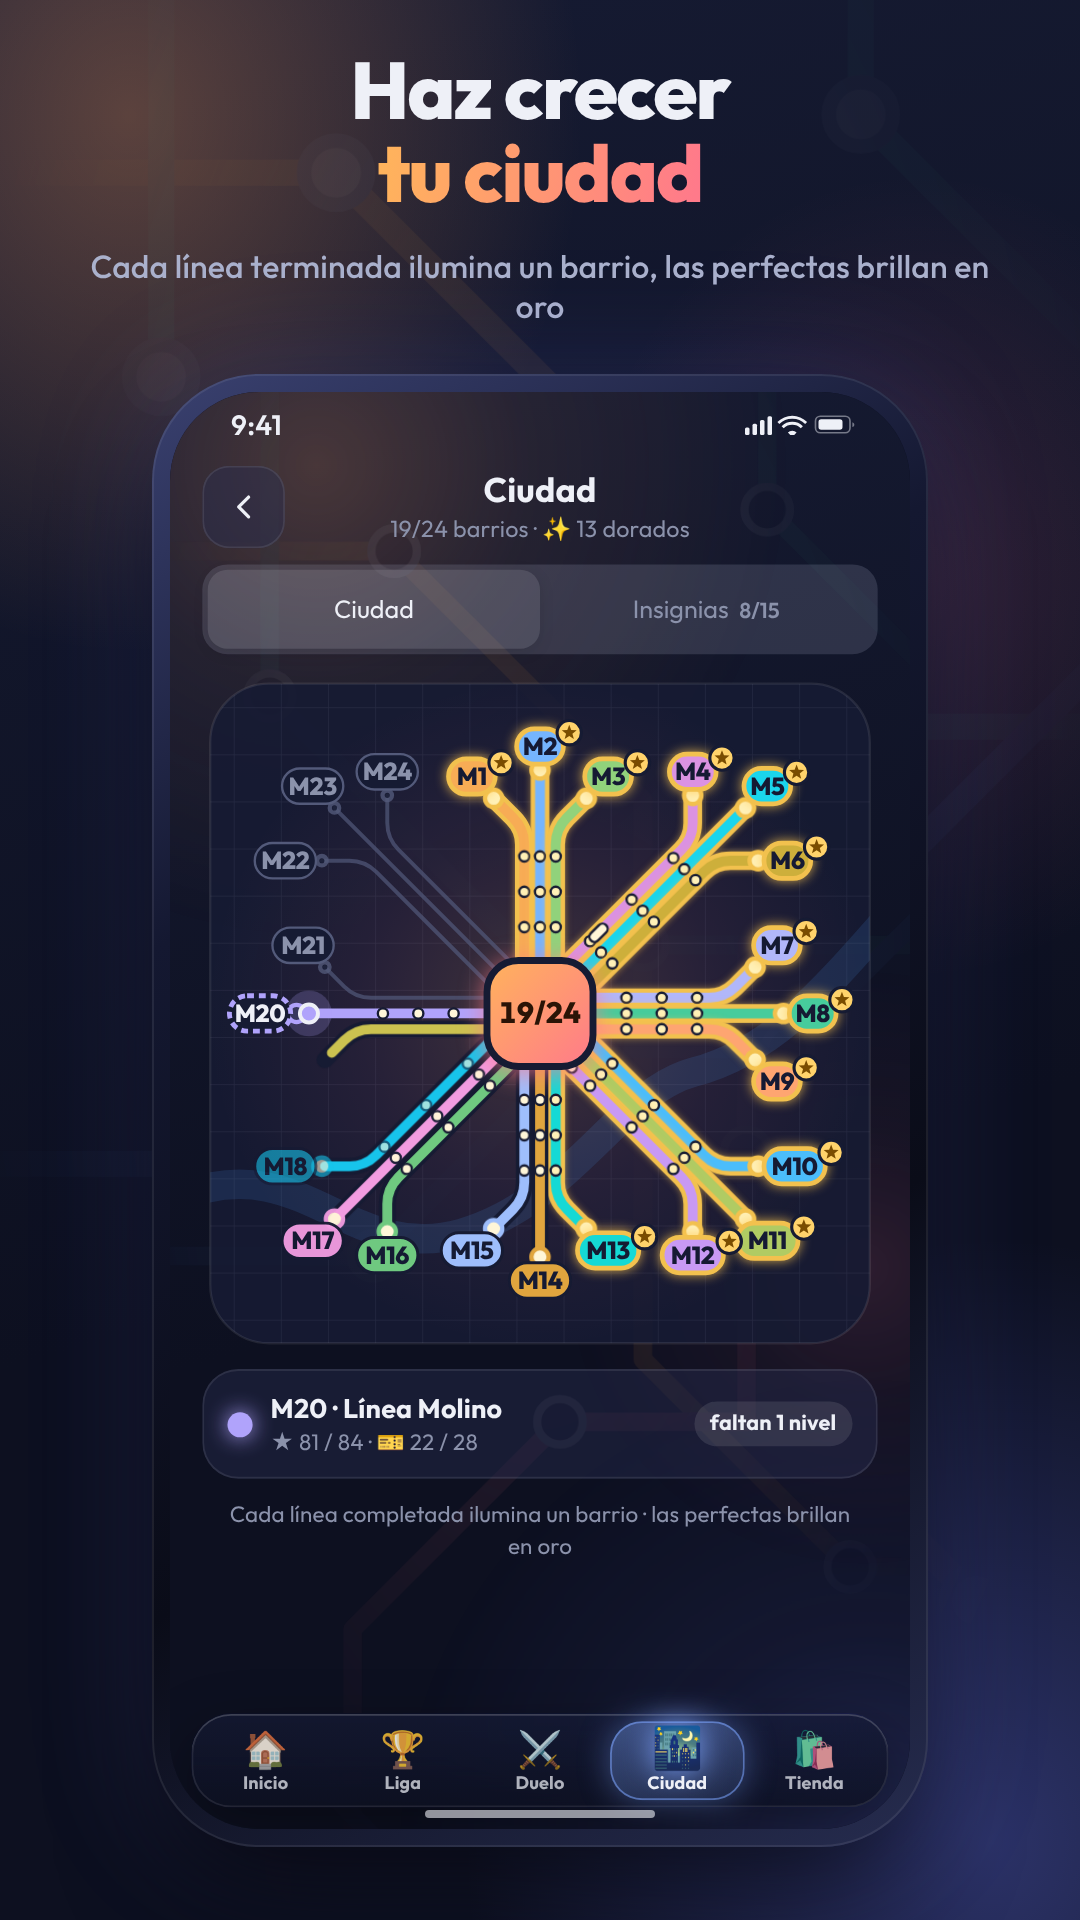 Haz crecer
tu ciudad
Cada línea terminada ilumina un barrio, las perfectas brillan en
oro
9:41
Ciudad
19/24 barrios · ✨ 13 dorados
Ciudad
Insignias 8/15
M2
M24
M1
M3
M4
M23
M5
M22
M6
M21
M7
M20
19/24
M8
M9
M18
M10
M17
M16
M15
M13
M12
M11
M14
M20 · Línea Molino
★ 81 / 84 · 🎫 22 / 28
faltan 1 nivel
Cada línea completada ilumina un barrio · las perfectas brillan
en oro
Inicio
Liga
Duelo
Ciudad
Tienda